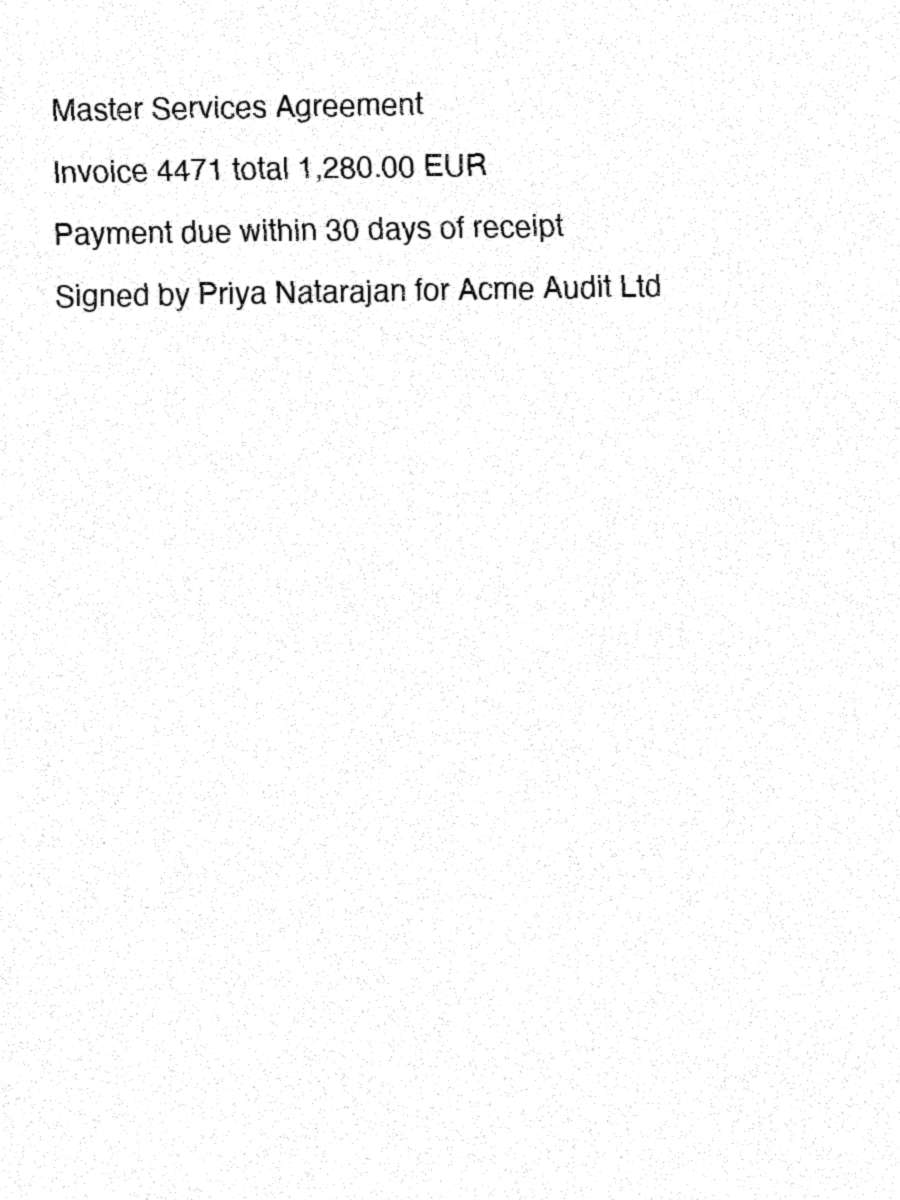 Master Services Agreement
Invoice 4471 total 1,280.00 EUR
Payment due within 30 days of receipt
Signed by Priya Natarajan for Acme Audit Ltd